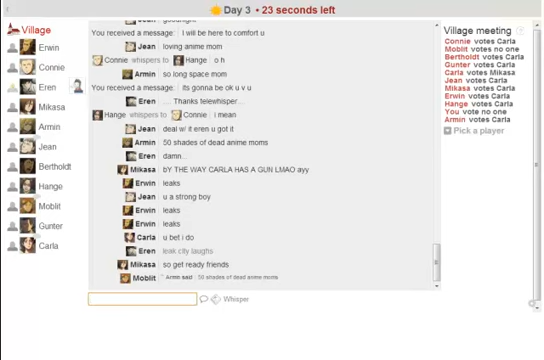 Day 3 • 23 seconds left
Village
Erwin
Connie
Eren
Mikasa
Armin
Jean
Bertholdt
Hange
Moblit
Gunter
Carla
You received a message: I will be here to comfort u
Jean loving anime mom
Connie whispers to Hange o h
Armin so long space mom
You received a message: its gonna be ok u v u
Eren .... Thanks telewhisper...
Hange whispers to Connie i mean
Jean deal w/ it eren u got it
Armin 50 shades of dead anime moms
Eren damn...
Mikasa bY THE WAY CARLA HAS A GUN LMAO ayy
Erwin leaks
Jean u a strong boy
Erwin leaks
Erwin leaks
Carla u bet i do
Eren leak city laughs
Mikasa so get ready friends
Moblit " Armin said: 50 shades of dead anime moms
Whisper
Village meeting
Connie votes Carla
Moblit votes no one
Bertholdt votes Carla
Gunter votes Carla
Carla votes Mikasa
Jean votes Carla
Mikasa votes Carla
Erwin votes Carla
Hange votes Carla
You vote no one
Armin votes Carla
Pick a player